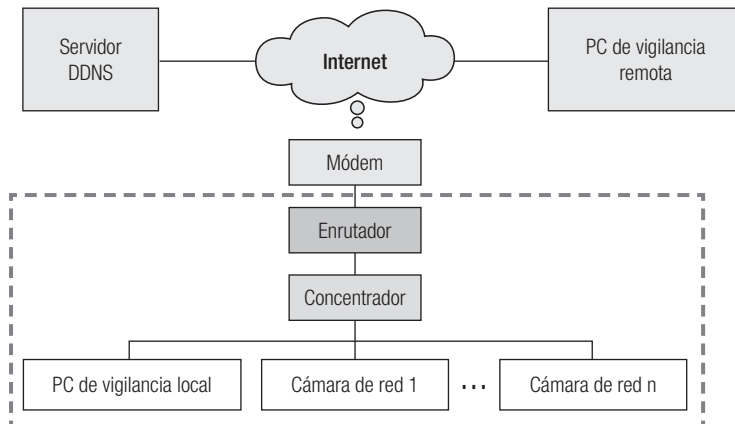 Servidor
DDNS
Internet
PC de vigilancia
remota
Módem
Enrutador
Concentrador
PC de vigilancia local
Cámara de red 1
...
Cámara de red n